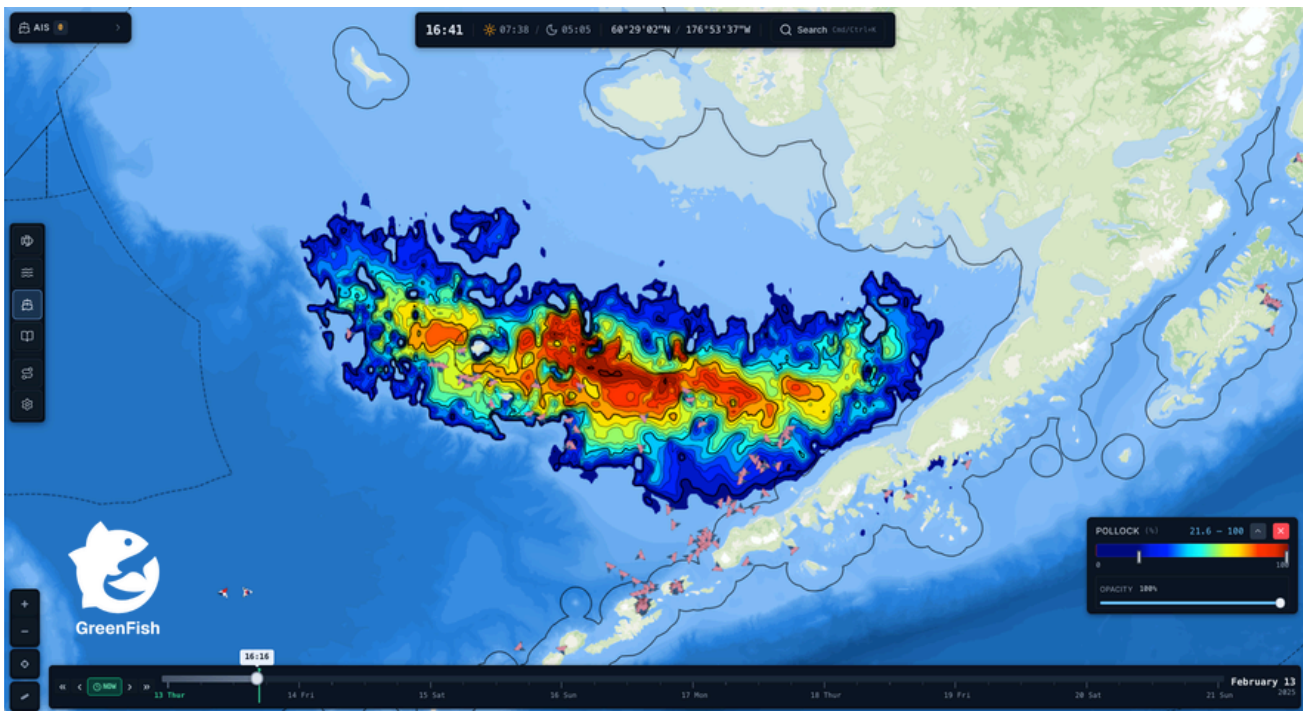 AIS
16:41 07:38 / 05:05 60°29'02"N / 176°53'37"W Search Cmd/Ctrl+K
POLLOCK (%) 21.6 — 100
0 100
OPACITY 100%
GreenFish
16:16
NOW
13 Thur 14 Fri 15 Sat 16 Sun 17 Mon 18 Thur 19 Fri 20 Sat 21 Sun
February 13
2025